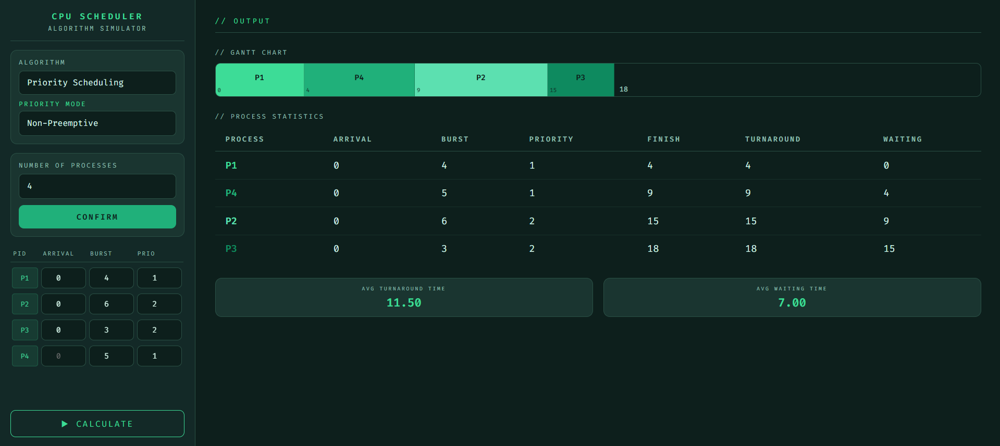 CPU SCHEDULER
ALGORITHM SIMULATOR
ALGORITHM
Priority Scheduling
PRIORITY MODE
Non-Preemptive
NUMBER OF PROCESSES
4
CONFIRM
PID ARRIVAL BURST PRIO
P1 0 4 1
P2 0 6 2
P3 0 3 2
P4 0 5 1
▶ CALCULATE
// OUTPUT
// GANTT CHART
P1 P4 P2 P3
0 4 9 15 18
// PROCESS STATISTICS
PROCESS ARRIVAL BURST PRIORITY FINISH TURNAROUND WAITING
P1 0 4 1 4 4 0
P4 0 5 1 9 9 4
P2 0 6 2 15 15 9
P3 0 3 2 18 18 15
AVG TURNAROUND TIME
11.50
AVG WAITING TIME
7.00